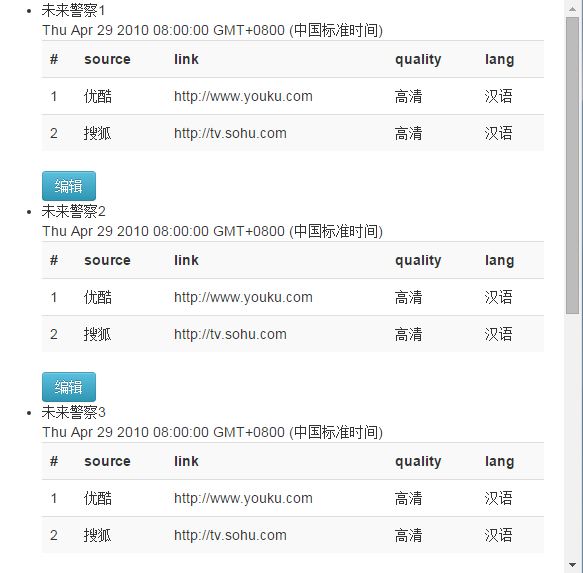 未来警察1
Thu Apr 29 2010 08:00:00 GMT+0800 (中国标准时间)
# source link quality lang
1 优酷 http://www.youku.com 高清 汉语
2 搜狐 http://tv.sohu.com 高清 汉语
编辑
未来警察2
Thu Apr 29 2010 08:00:00 GMT+0800 (中国标准时间)
# source link quality lang
1 优酷 http://www.youku.com 高清 汉语
2 搜狐 http://tv.sohu.com 高清 汉语
编辑
未来警察3
Thu Apr 29 2010 08:00:00 GMT+0800 (中国标准时间)
# source link quality lang
1 优酷 http://www.youku.com 高清 汉语
2 搜狐 http://tv.sohu.com 高清 汉语